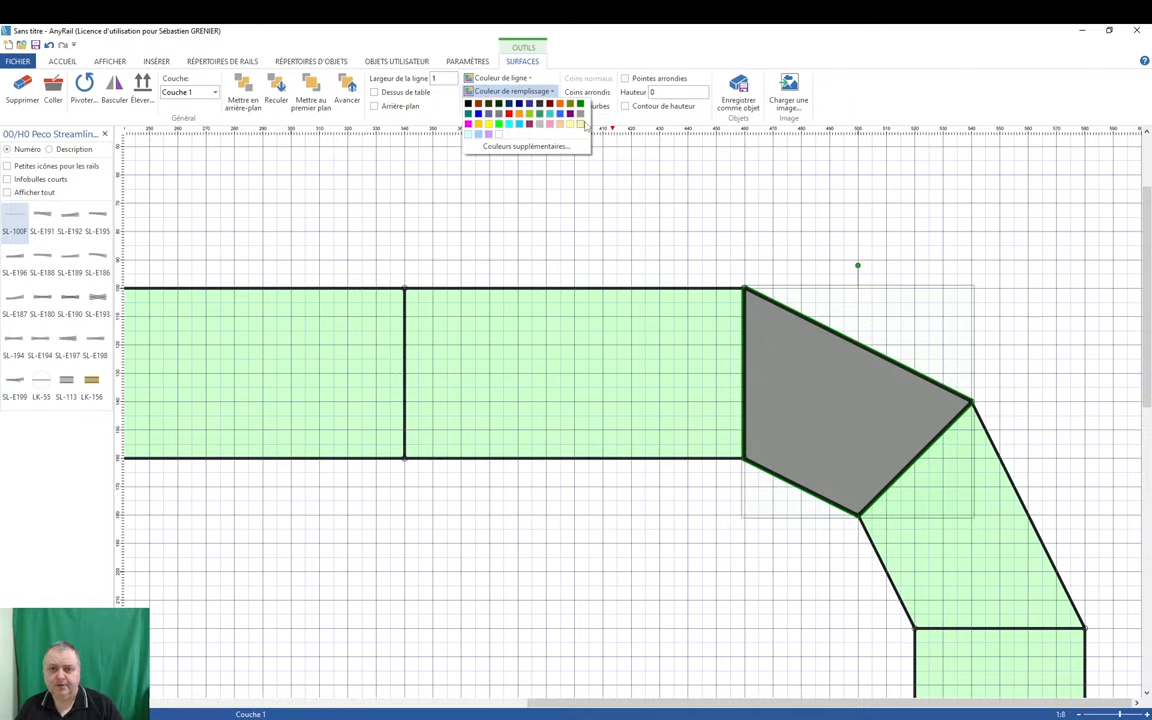 Sans titre - AnyRail (Licence d'utilisation pour Sébastien GRENIER)
OUTILS
FICHIER ACCUEIL AFFICHER INSÉRER RÉPERTOIRES DE RAILS RÉPERTOIRES D'OBJETS OBJETS UTILISATEUR PARAMÈTRES SURFACES
Couche:
Couche 1
Supprimer Coller Pivoter... Basculer Élever...
Mettre en arrière-plan Reculer Mettre au premier plan Avancer
Général
Largeur de la ligne 1
Dessus de table
Arrière-plan
Couleur de ligne
Couleur de remplissage
Couleurs supplémentaires...
Coins normaux
Coins arrondis
Pointes arrondies
Hauteur 0
Contour de hauteur
Enregistrer comme objet
Objets
Charger une image...
Image
00/H0 Peco Streamlin...
Numéro Description
Petites icônes pour les rails
Infobulles courts
Afficher tout
SL-100F SL-E191 SL-E192 SL-E195
SL-E196 SL-E188 SL-E189 SL-E186
SL-E187 SL-E180 SL-E190 SL-E193
SL-194 SL-E194 SL-E197 SL-E198
SL-E199 LK-55 SL-113 LK-156
Couche 1
1:8